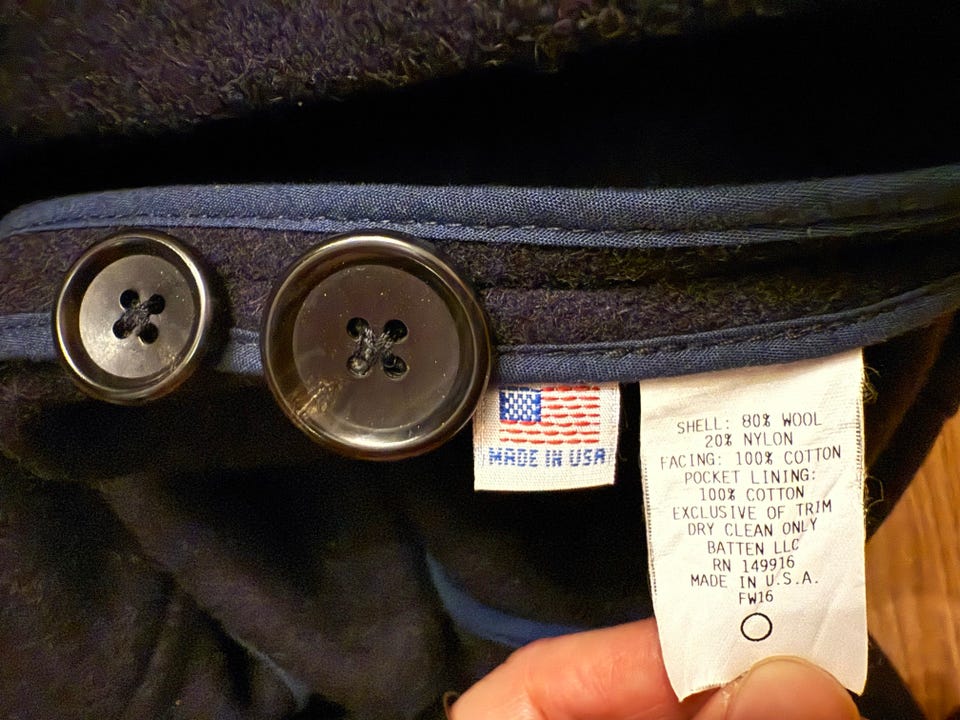 MADE IN USA
SHELL: 80% WOOL
20% NYLON
FACING: 100% COTTON
POCKET LINING:
100% COTTON
EXCLUSIVE OF TRIM
DRY CLEAN ONLY
BATTEN LLC
RN 149916
MADE IN U.S.A.
FW16